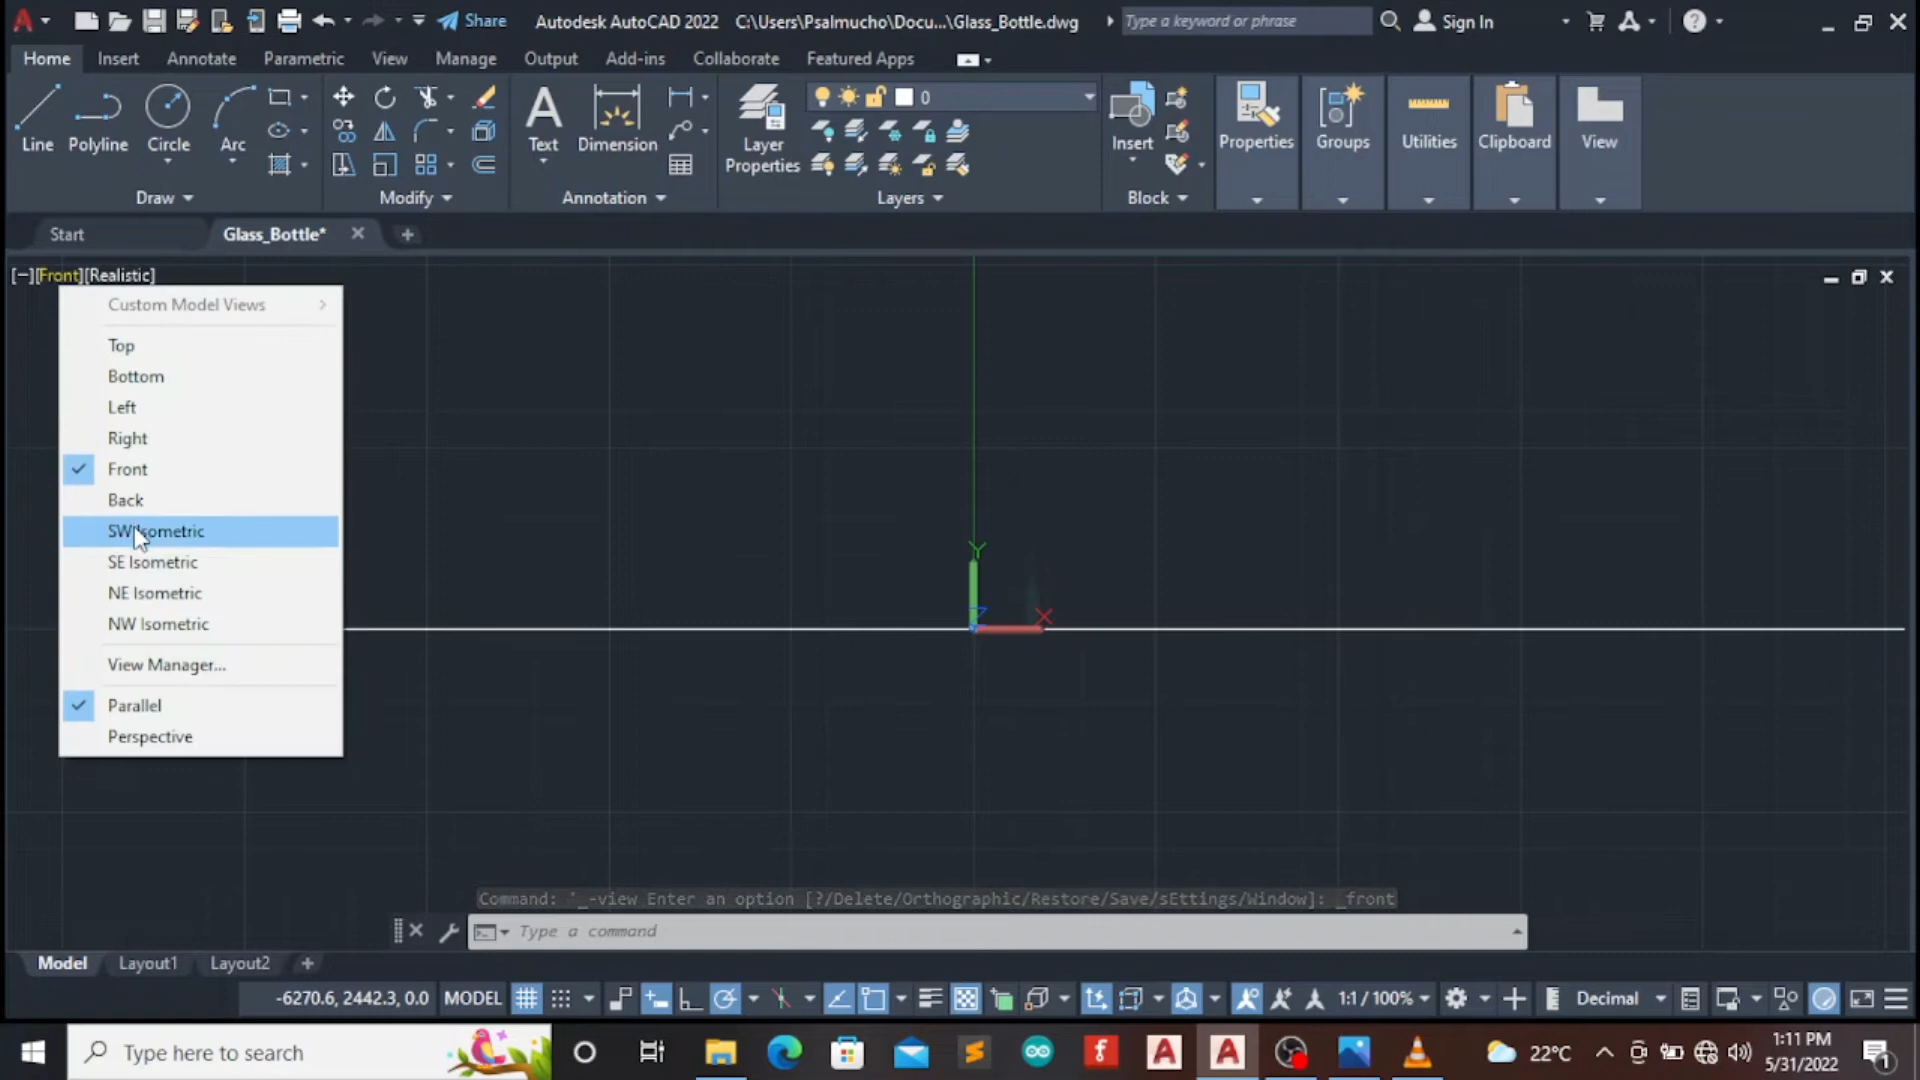 Share
Autodesk AutoCAD 2022 C:\Users\Psalmucho\Docu...\Glass_Bottle.dwg
Type a keyword or phrase
Sign In
Home Insert Annotate Parametric View Manage Output Add-ins Collaborate Featured Apps
0
Line Polyline Circle Arc
Text Dimension
Layer Properties
Insert
Properties Groups Utilities Clipboard View
Draw Modify Annotation Layers Block
Start Glass_Bottle*
[−][Front][Realistic]
Custom Model Views
Top
Bottom
Left
Right
Front
Back
SW Isometric
SE Isometric
NE Isometric
NW Isometric
View Manager...
Parallel
Perspective
Y
Z
X
Command: '_-view Enter an option [?/Delete/Orthographic/Restore/Save/sEttings/Window]: _front
Type a command
Model Layout1 Layout2
-6270.6, 2442.3, 0.0 MODEL 1:1 / 100% Decimal
Type here to search
22°C
1:11 PM
5/31/2022
1